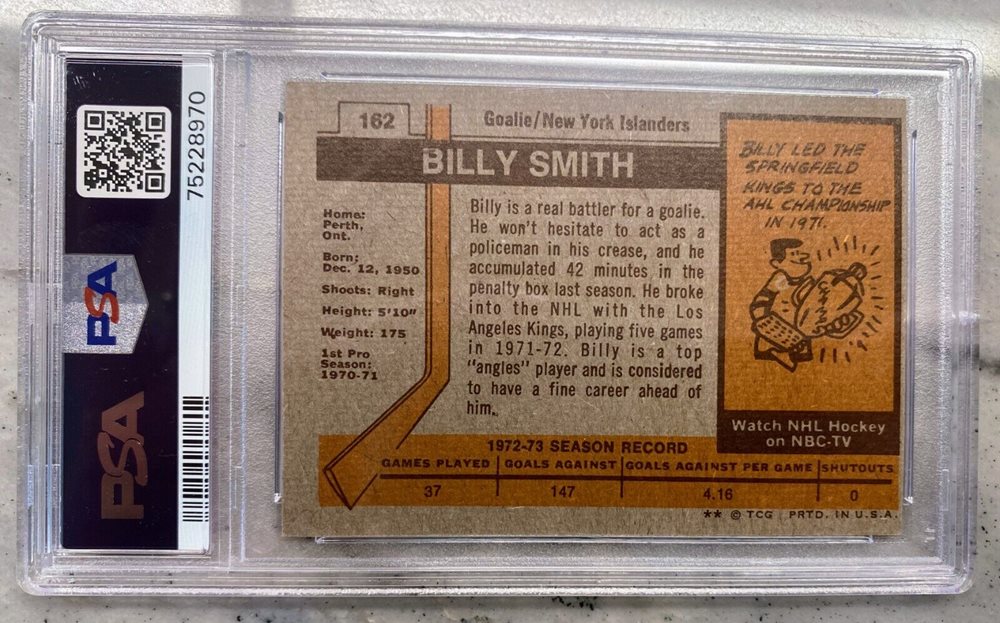 75228970
PSA
PSA
162
Goalie/New York Islanders
BILLY SMITH
Home:
Perth,
Ont.
Born:
Dec. 12, 1950
Shoots: Right
Height: 5'10"
Weight: 175
1st Pro
Season:
1970-71
Billy is a real battler for a goalie.
He won't hesitate to act as a
policeman in his crease, and he
accumulated 42 minutes in the
penalty box last season. He broke
into the NHL with the Los
Angeles Kings, playing five games
in 1971-72. Billy is a top
"angles" player and is considered
to have a fine career ahead of
him.
BILLY LED THE
SPRINGFIELD
KINGS TO THE
AHL CHAMPIONSHIP
IN 1971.
Watch NHL Hockey
on NBC-TV
1972-73 SEASON RECORD
GAMES PLAYED GOALS AGAINST GOALS AGAINST PER GAME SHUTOUTS
37 147 4.16 0
** © TCG PRTD. IN U.S.A.